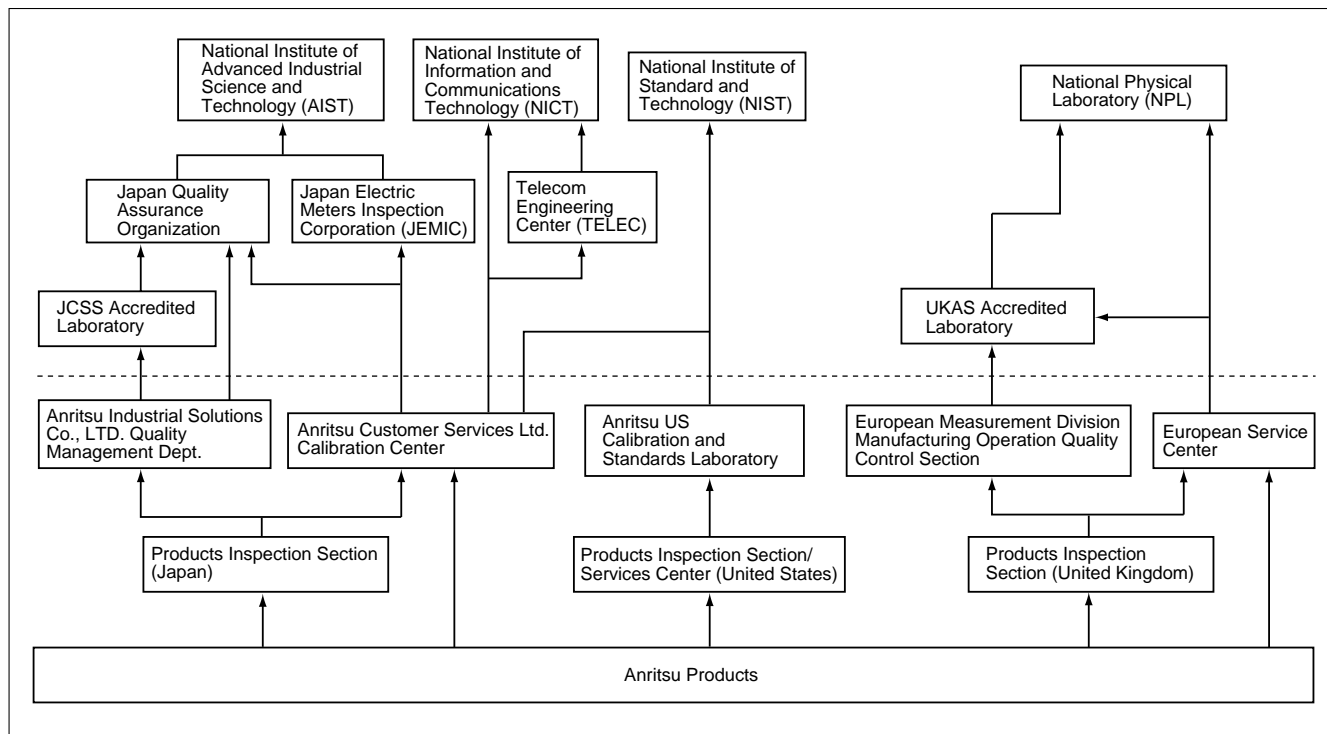 National Institute of
Advanced Industrial
Science and
Technology (AIST)
National Institute of
Information and
Communications
Technology (NICT)
National Institute of
Standard and
Technology (NIST)
National Physical
Laboratory (NPL)
Japan Quality
Assurance
Organization
Japan Electric
Meters Inspection
Corporation (JEMIC)
Telecom
Engineering
Center (TELEC)
JCSS Accredited
Laboratory
UKAS Accredited
Laboratory
Anritsu Industrial Solutions
Co., LTD. Quality
Management Dept.
Anritsu Customer Services Ltd.
Calibration Center
Anritsu US
Calibration and
Standards Laboratory
European Measurement Division
Manufacturing Operation Quality
Control Section
European Service
Center
Products Inspection Section
(Japan)
Products Inspection Section/
Services Center (United States)
Products Inspection
Section (United Kingdom)
Anritsu Products